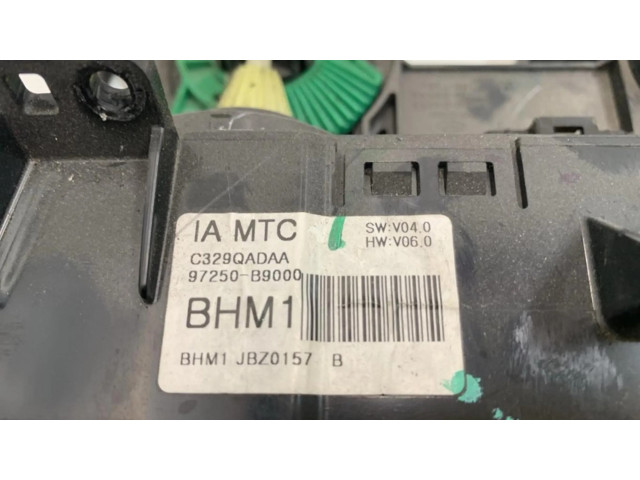 IA MTC
SW:V04.0
HW:V06.0
C329QADAA
97250-B9000
BHM1
BHM1 JBZ0157 B